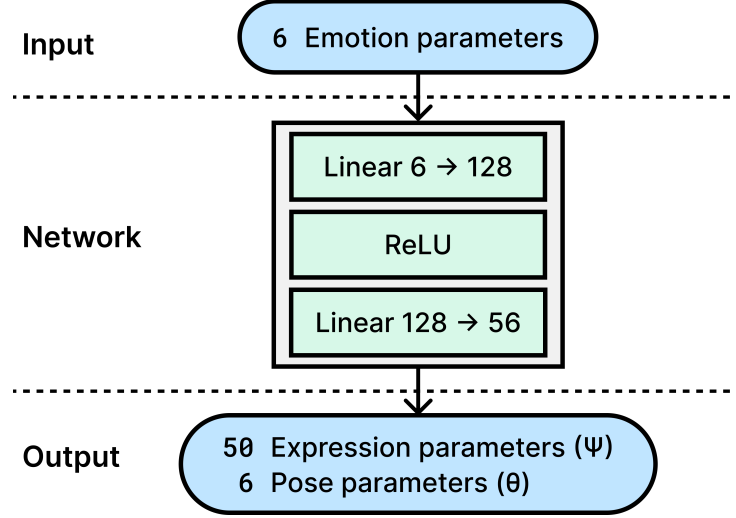 Input
6 Emotion parameters
Network
Linear 6 → 128
ReLU
Linear 128 → 56
Output
50 Expression parameters (Ψ)
6 Pose parameters (θ)